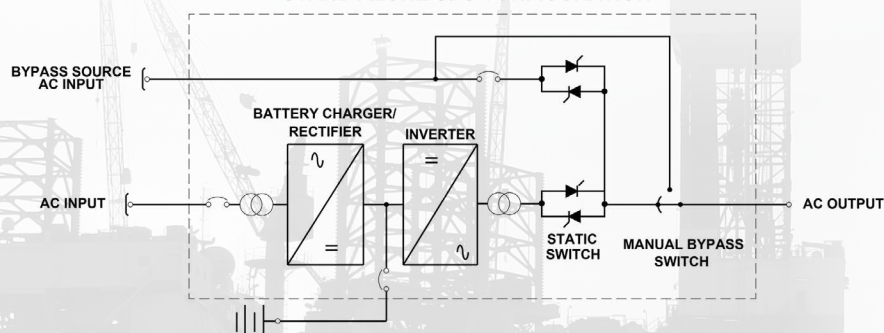 BYPASS SOURCE
AC INPUT
BATTERY CHARGER/
RECTIFIER
INVERTER
AC INPUT
AC OUTPUT
STATIC
SWITCH
MANUAL BYPASS
SWITCH